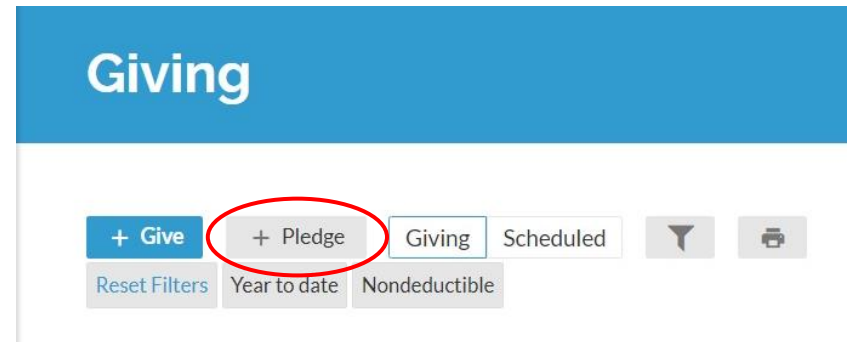 Giving
+ Give + Pledge Giving Scheduled
Reset Filters Year to date Nondeductible